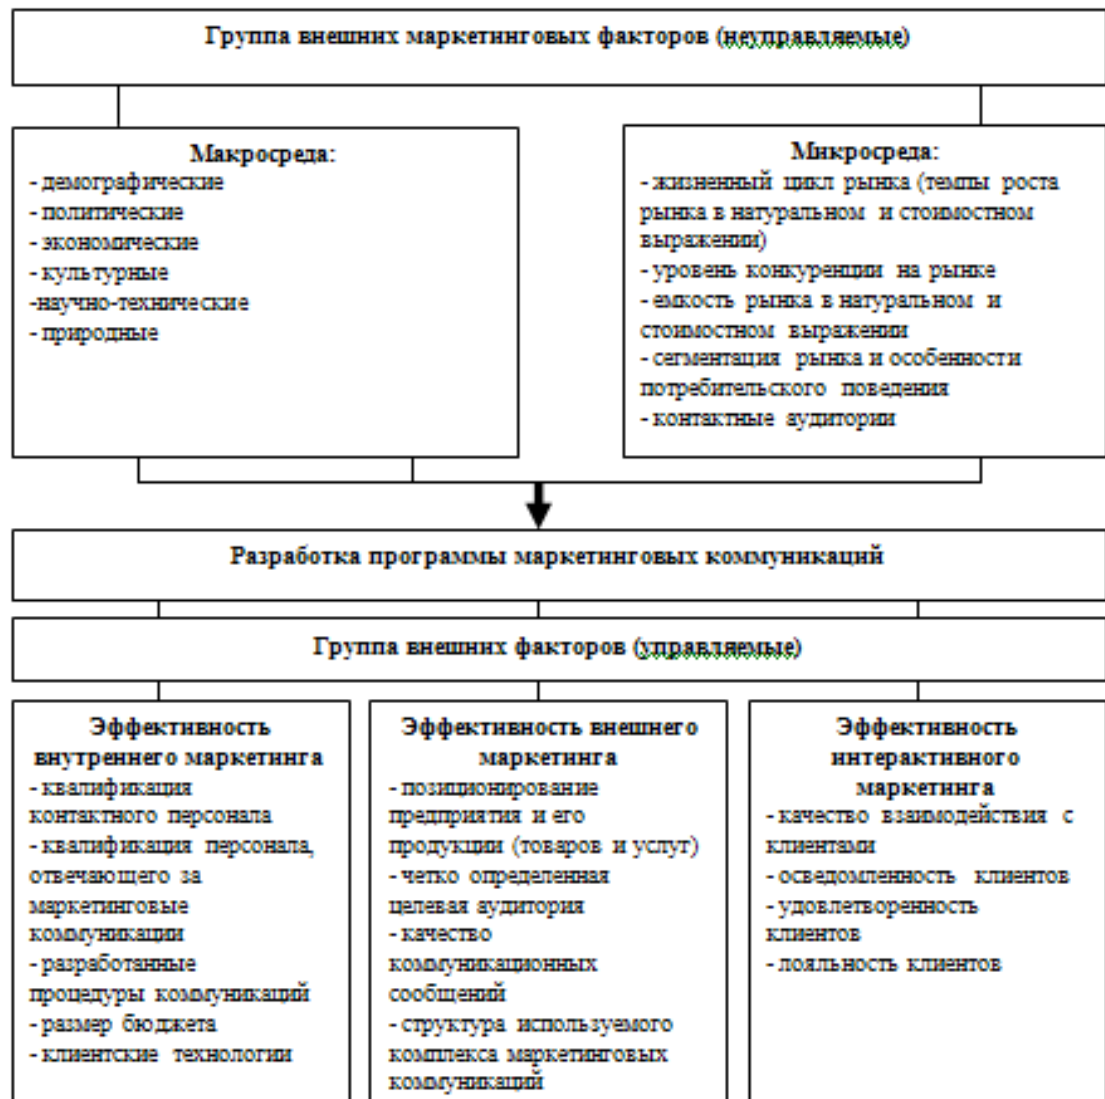 Группа внешних маркетинговых факторов (неуправляемые)
Макросреда:
- демографические
- политические
- экономические
- культурные
-научно-технические
- природные
Микросреда:
- жизненный цикл рынка (темпы роста
рынка в натуральном и стоимостном
выражении)
- уровень конкуренции на рынке
- емкость рынка в натуральном и
стоимостном выражении
- сегментация рынка и особенности
потребительского поведения
- контактные аудитории
Разработка программы маркетинговых коммуникаций
Группа внешних факторов (управляемые)
Эффективность
внутреннего маркетинга
- квалификация
контактного персонала
- квалификация персонала,
отвечающего за
маркетинговые
коммуникации
- разработанные
процедуры коммуникаций
- размер бюджета
- клиентские технологии
Эффективность внешнего
маркетинга
- позиционирование
предприятия и его
продукции (товаров и услуг)
- четко определенная
целевая аудитория
- качество
коммуникационных
сообщений
- структура используемого
комплекса маркетинговых
коммуникаций
Эффективность
интерактивного
маркетинга
- качество взаимодействия с
клиентами
- осведомленность клиентов
- удовлетворенность
клиентов
- лояльность клиентов